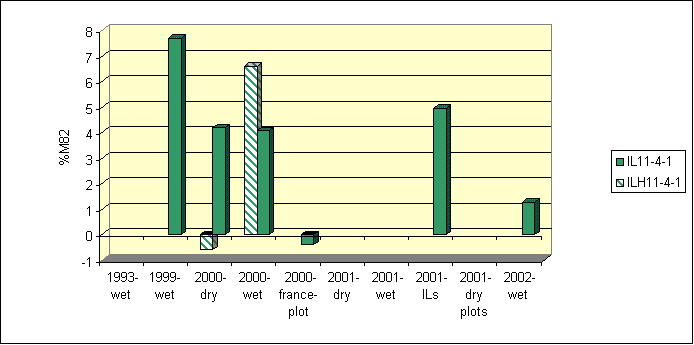 8
7
6
5
4
3
2
1
0
-1
%M82
1993-
wet
1999-
wet
2000-
dry
2000-
wet
2000-
france-
plot
2001-
dry
2001-
wet
2001-
ILs
2001-
dry
plots
2002-
wet
IL11-4-1
ILH11-4-1